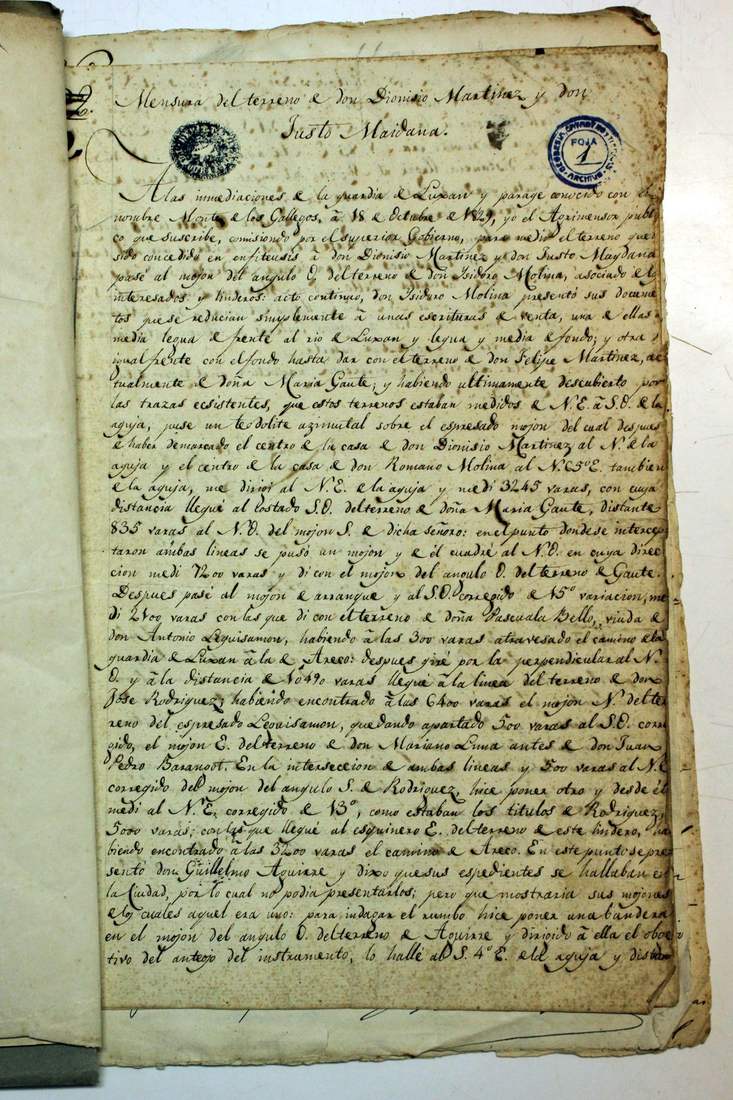 Mensura del terreno de don Dionisio Martinez y don
Justo Maidana.
FOJA
1
ARCHIVO
A las inmediaciones de la guardia de Luxan y parage conocido con el
nombre Monte de los Gallegos, à 18 de Octubre de 1829, yo el Agrimensor públi
co que suscribe, comisionado por el superior Gobierno, para medir el terreno que
sido concedido en enfiteusis à don Dionisio Martinez y don Justo Maydana
pasé al mojon del angulo O. del terreno de don Isidoro Molina, asociado de los
interesados y linderos: acto continuo, don Isidoro Molina presentó sus docume
tos que se reducian simplemente à unas escrituras de venta, una de ellas
media legua de frente al rio de Luxan y legua y media de fondo; y otra
igual frente con el fondo hasta dar con el terreno de don Felipe Martinez, ac
tualmente de doña Maria Gaute; y habiendo ultimamente descubierto por
las trazas ecsistentes, que estos terrenos estaban medidos de N.E. à S.O. de la
aguja, puse un teodolite azimutal sobre el espresado mojon del cual despues
de haber demarcado el centro de la casa de don Dionisio Martinez al N. de la
aguja y el centro de la casa de don Romano Molina al N. 65° E. tambien
de la aguja, me dirigí al N.E. de la aguja y medi 3245 varas, con cuya
distancia llegué al costado S.O. del terreno de doña Maria Gaute, distante
835 varas al N.O. del mojon S. de dicha señora: en el punto donde se interce
taron ambas lineas se pusó un mojon y de él cuadré al N.O. en cuya direc
cion medi 7200 varas y di con el mojon del angulo O. del terreno de Gaute.
Despues pasé al mojon de arranque y al S.O. corregido de 15° variacion, me
di 2100 varas con las que di con el terreno de doña Pascuala Bello, viuda de
don Antonio Leguisamon, habiendo à las 300 varas atravesado el camino de la
guardia de Luxan à la de Areco: despues giré por la perpendicular al N.
O. y à la distancia de 10490 varas llegué à la linea del terreno de don
Jose Rodriguez, habiendo encontrado à las 6400 varas el mojon N. del ter
reno del espresado Leguisamon, quedando apartado 500 varas al S.O. corre
gido, el mojon E. del terreno de don Mariano Luna antes de don Juan
Pedro Barangot. En la interseccion de ambas lineas y 500 varas al N.E.
corregido del mojon del angulo S. de Rodriguez, hice poner otro y desde él
medi al N.E. corregido de 13°, como estaban los titulos de Rodriguez,
5000 varas; con las que llegué al esquinero E. del terreno de este lindero, ha
biendo encontrado à las 3200 varas el camino de Areco. En este punto se pre
sentó don Guillelmo Aguirre y dixo que sus espedientes se hallaban en
la Ciudad, por lo cual no podia presentarlos; pero que mostraria sus mojones
de los cuales aquel era uno: para indagar el rumbo hice poner una bandera
en el mojon del angulo O. del terreno de Aguirre y dirigido à ella el obge
tivo del anteojo del instrumento, lo hallé al S. 4° E. de la aguja y distan